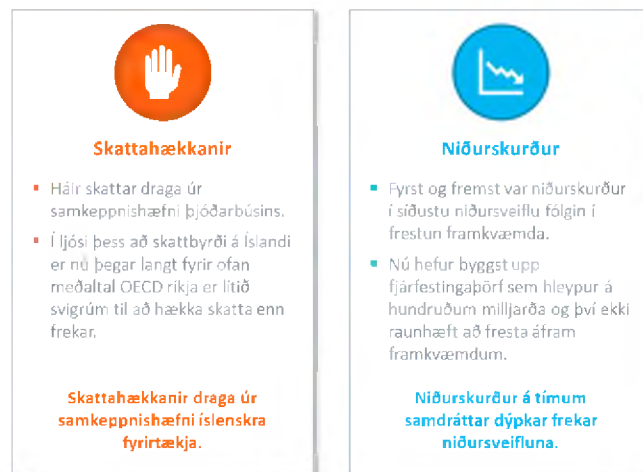 Skattahækkanir
Háir skattar draga úr
samkeppnishæfni þjóðarbúsins.
Í ljósi þess að skattbyrði á Íslandi
er nú þegar langt fyrir ofan
meðaltal OECD ríkja er lítið
svigrúm til að hækka skatta enn
frekar.
Skattahækkanir draga úr
samkeppnishæfni íslenskra
fyrirtækja.
Niðurskurður
Fyrst og fremst var niðurskurður
í síðustu niðursveiflu fólgin í
frestun framkvæmda.
Nú hefur byggst upp
fjárfestingaþörf sem hleypur á
hundruðum milljarða og því ekki
raunhæft að fresta áfram
framkvæmdum.
Niðurskurður á tímum
samdráttar dýpkar frekar
niðursveifluna.